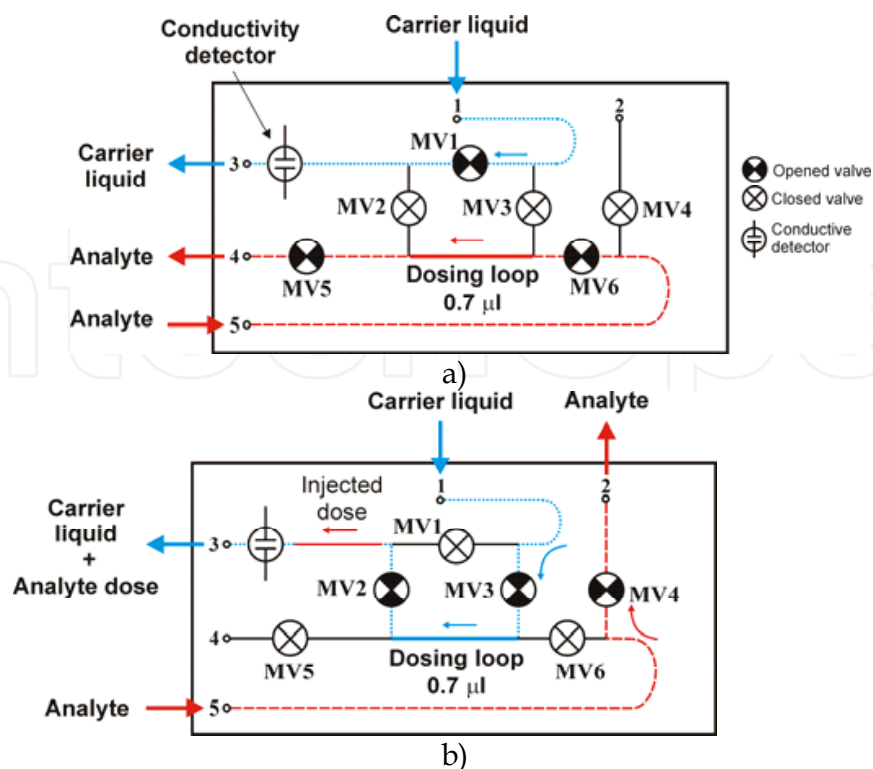 Carrier liquid
Conductivity
detector
1
2
MV1
Carrier
liquid
3
Opened valve
Closed valve
Conductive
detector
MV2
MV3
MV4
Analyte
4
MV5
Dosing loop
0.7 µl
MV6
Analyte
5
a)
Carrier liquid
Analyte
1
2
Injected
dose
MV1
Carrier
liquid
+
Analyte dose
3
MV2
MV3
MV4
4
MV5
Dosing loop
0.7 µl
MV6
Analyte
5
b)